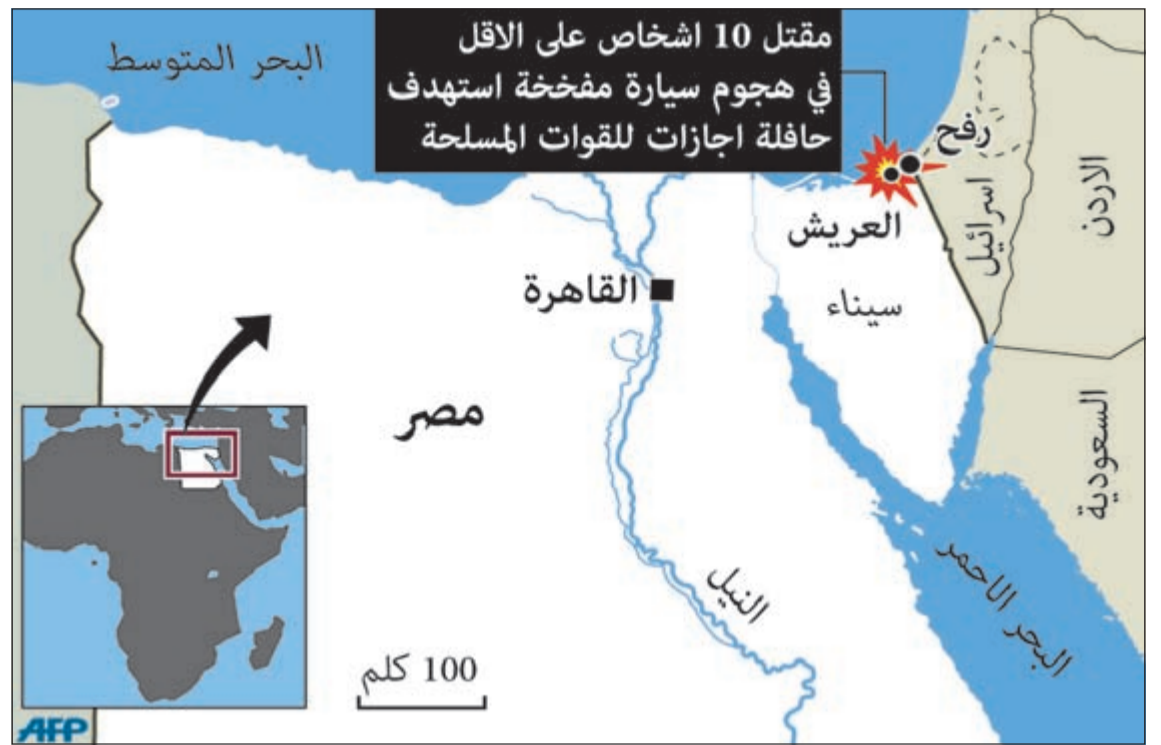 البحر المتوسط
مقتل 10 اشخاص على الاقل
في هجوم سيارة مفخخة استهدف
حافلة اجازات للقوات المسلحة
رفح
اسرائيل
الاردن
العريش
سيناء
القاهرة
مصر
السعودية
النيل
البحر الاحمر
100 كلم
AFP